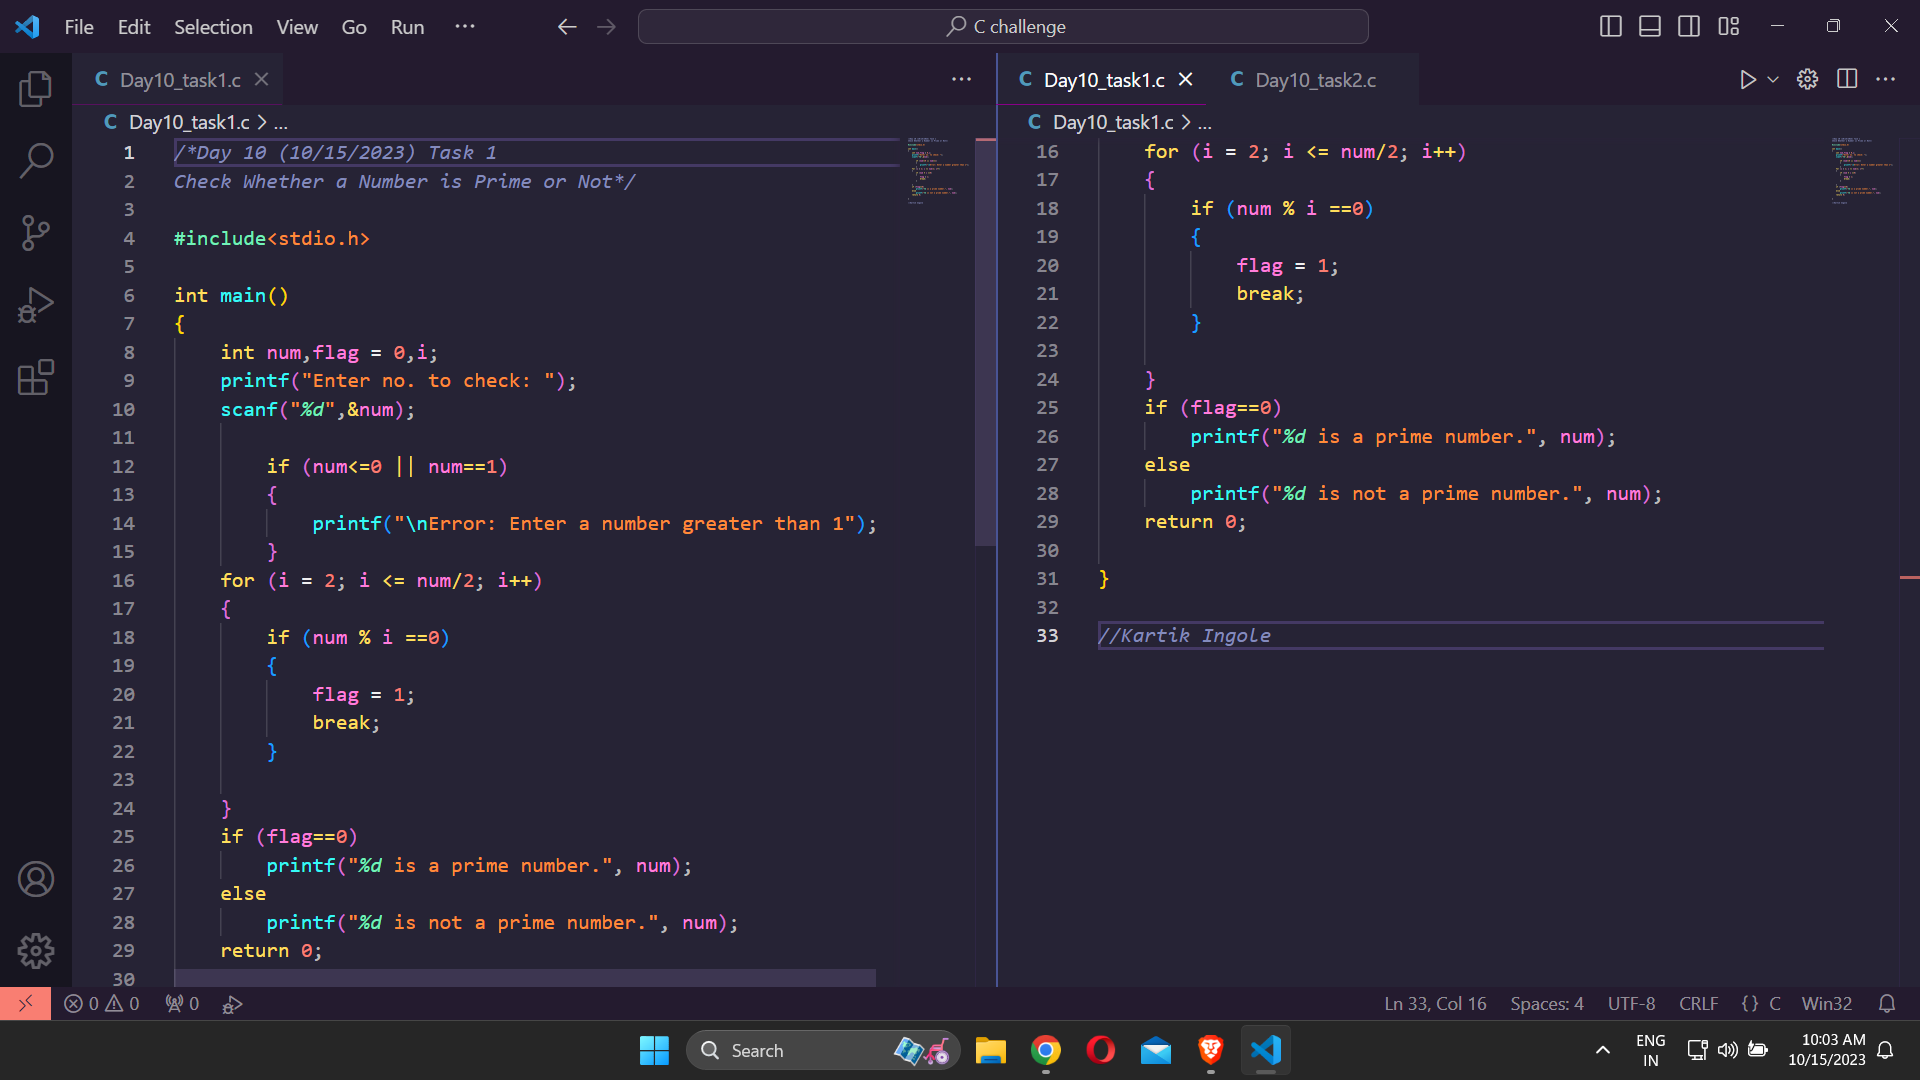 File Edit Selection View Go Run ··· C challenge
C Day10_task1.c
C Day10_task1.c > ...
1 /*Day 10 (10/15/2023) Task 1
2 Check Whether a Number is Prime or Not*/
3
4 #include<stdio.h>
5
6 int main()
7 {
8 int num,flag = 0,i;
9 printf("Enter no. to check: ");
10 scanf("%d",&num);
11
12 if (num<=0 || num==1)
13 {
14 printf("\nError: Enter a number greater than 1");
15 }
16 for (i = 2; i <= num/2; i++)
17 {
18 if (num % i ==0)
19 {
20 flag = 1;
21 break;
22 }
23
24 }
25 if (flag==0)
26 printf("%d is a prime number.", num);
27 else
28 printf("%d is not a prime number.", num);
29 return 0;
30
C Day10_task1.c C Day10_task2.c
C Day10_task1.c > ...
16 for (i = 2; i <= num/2; i++)
17 {
18 if (num % i ==0)
19 {
20 flag = 1;
21 break;
22 }
23
24 }
25 if (flag==0)
26 printf("%d is a prime number.", num);
27 else
28 printf("%d is not a prime number.", num);
29 return 0;
30
31 }
32
33 //Kartik Ingole
0 0 0 Ln 33, Col 16 Spaces: 4 UTF-8 CRLF {} C Win32
Search
ENG
IN
10:03 AM
10/15/2023